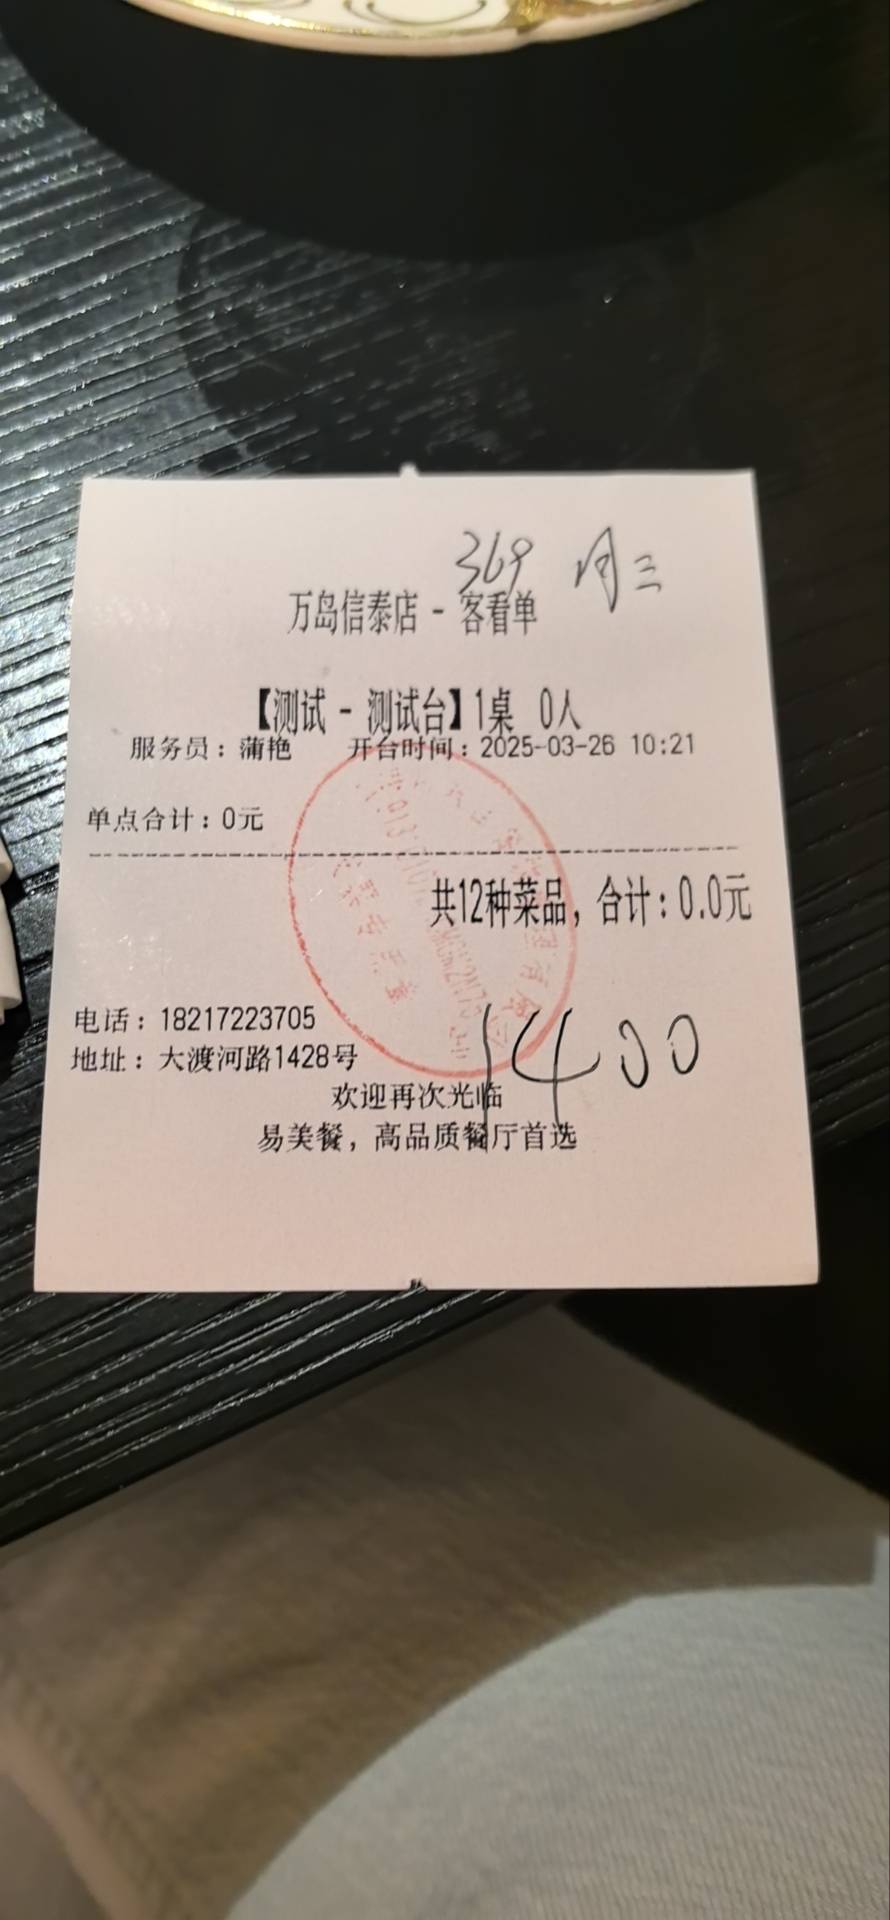 369 周三
万岛信泰店 - 客看单
【测试 - 测试台】1桌 0人
服务员：蒲艳 开台时间：2025-03-26 10:21
单点合计：0元
共12种菜品，合计：0.0元
1400
电话：18217223705
地址：大渡河路1428号
欢迎再次光临
易美餐，高品质餐厅首选